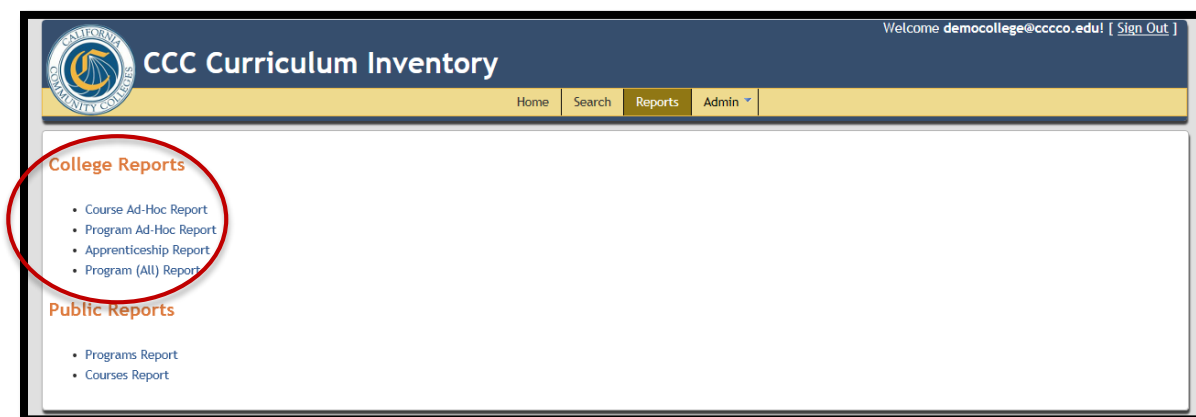 Welcome democollege@cccco.edu! [ Sign Out ]
CALIFORNIA
COMMUNITY COLLEGES
CCC Curriculum Inventory
Home Search Reports Admin
College Reports
• Course Ad-Hoc Report
• Program Ad-Hoc Report
• Apprenticeship Report
• Program (All) Report
Public Reports
• Programs Report
• Courses Report